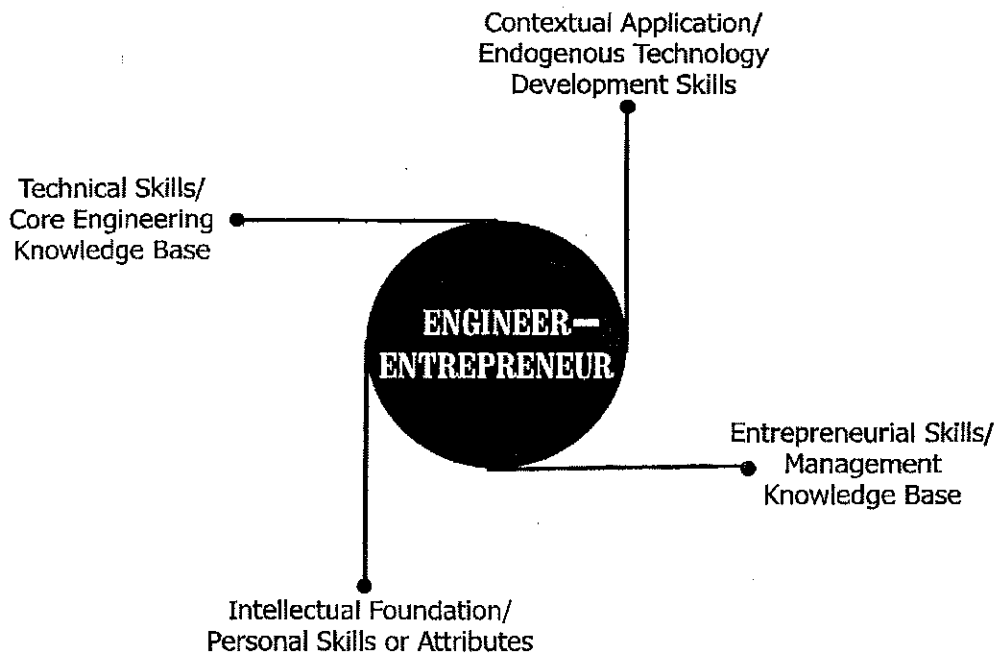 Contextual Application/
Endogenous Technology
Development Skills
Technical Skills/
Core Engineering
Knowledge Base
ENGINEER—
ENTREPRENEUR
Entrepreneurial Skills/
Management
Knowledge Base
Intellectual Foundation/
Personal Skills or Attributes